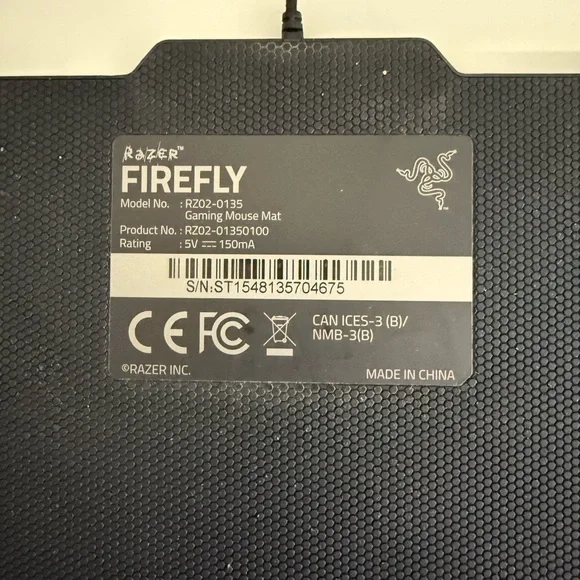 RAZER™
FIREFLY
Model No. : RZ02-0135
Gaming Mouse Mat
Product No. : RZ02-01350100
Rating : 5V ⎓ 150mA
S/N:ST1548135704675
CE FC CAN ICES-3 (B)/
NMB-3(B)
©RAZER INC. MADE IN CHINA